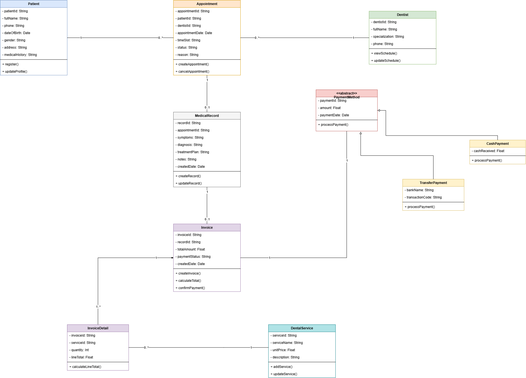 Patient
- patientId: String
- fullName: String
- phone: String
- dateOfBirth: Date
- gender: String
- address: String
- medicalHistory: String
+ register()
+ updateProfile()
Appointment
- appointmentId: String
- patientId: String
- dentistId: String
- appointmentDate: Date
- timeSlot: String
- status: String
- reason: String
+ createAppointment()
+ cancelAppointment()
Dentist
- dentistId: String
- fullName: String
- specialization: String
- phone: String
+ viewSchedule()
+ updateSchedule()
<<abstract>>
PaymentMethod
- paymentId: String
- amount: Float
- paymentDate: Date
+ processPayment()
MedicalRecord
- recordId: String
- appointmentId: String
- symptoms: String
- diagnosis: String
- treatmentPlan: String
- notes: String
- createdDate: Date
+ createRecord()
+ updateRecord()
CashPayment
- cashReceived: Float
+ processPayment()
TransferPayment
- bankName: String
- transactionCode: String
+ processPayment()
Invoice
- invoiceId: String
- recordId: String
- totalAmount: Float
- paymentStatus: String
- createdDate: Date
+ createInvoice()
+ calculateTotal()
+ confirmPayment()
InvoiceDetail
- invoiceId: String
- serviceId: String
- quantity: int
- lineTotal: Float
+ calculateLineTotal()
DentalService
- serviceId: String
- serviceName: String
- unitPrice: Float
- description: String
+ addService()
+ updateService()